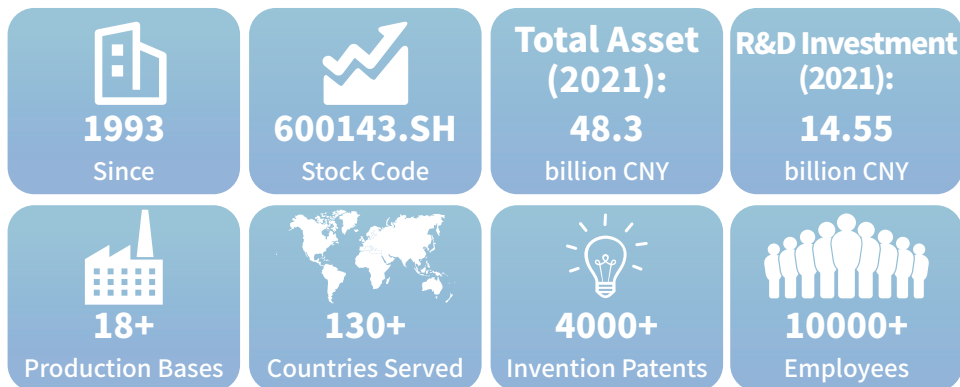 1993
Since
600143.SH
Stock Code
Total Asset
(2021):
48.3
billion CNY
R&D Investment
(2021):
14.55
billion CNY
18+
Production Bases
130+
Countries Served
4000+
Invention Patents
10000+
Employees